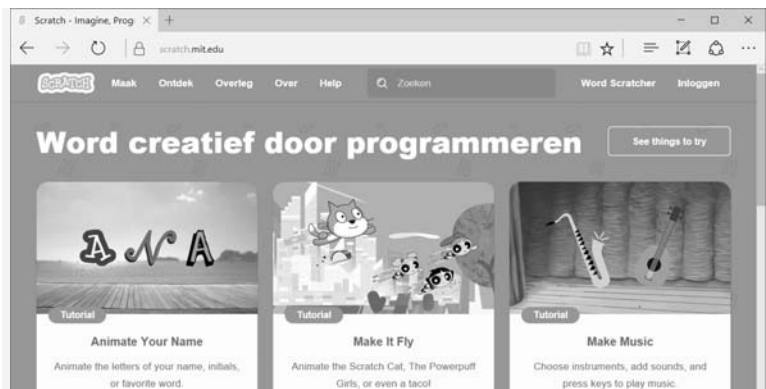 Scratch - Imagine, Prog
scratch.mit.edu
SCRATCH Maak Ontdek Overleg Over Help Zoeken Word Scratcher Inloggen
Word creatief door programmeren
See things to try
ANA
Tutorial Tutorial Tutorial
Animate Your Name
Animate the letters of your name, initials,
or favorite word.
Make It Fly
Animate the Scratch Cat, The Powerpuff
Girls, or even a taco!
Make Music
Choose instruments, add sounds, and
press keys to play music.